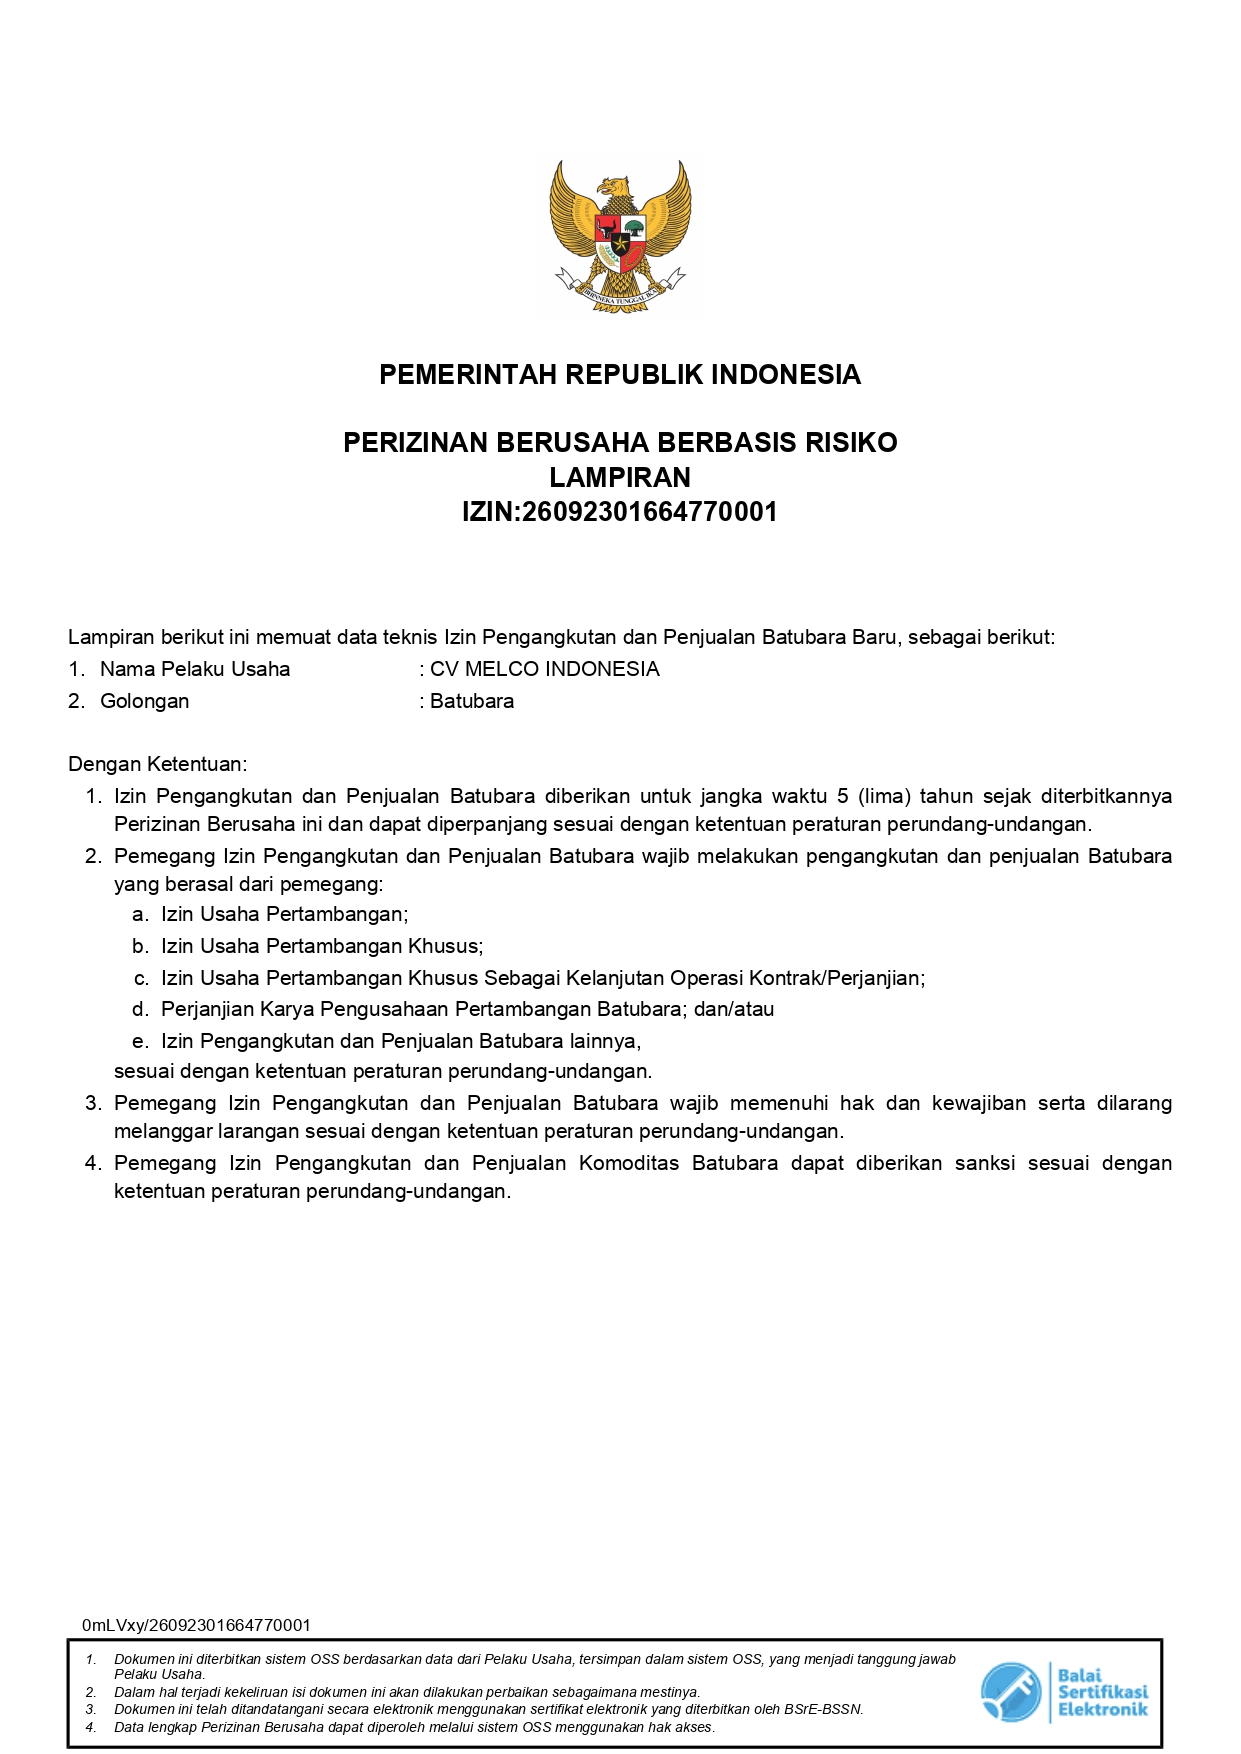 BHINNEKA TUNGGAL IKA
PEMERINTAH REPUBLIK INDONESIA
PERIZINAN BERUSAHA BERBASIS RISIKO
LAMPIRAN
IZIN:26092301664770001
Lampiran berikut ini memuat data teknis Izin Pengangkutan dan Penjualan Batubara Baru, sebagai berikut:
1. Nama Pelaku Usaha : CV MELCO INDONESIA
2. Golongan : Batubara
Dengan Ketentuan:
1. Izin Pengangkutan dan Penjualan Batubara diberikan untuk jangka waktu 5 (lima) tahun sejak diterbitkannya
Perizinan Berusaha ini dan dapat diperpanjang sesuai dengan ketentuan peraturan perundang-undangan.
2. Pemegang Izin Pengangkutan dan Penjualan Batubara wajib melakukan pengangkutan dan penjualan Batubara
yang berasal dari pemegang:
a. Izin Usaha Pertambangan;
b. Izin Usaha Pertambangan Khusus;
c. Izin Usaha Pertambangan Khusus Sebagai Kelanjutan Operasi Kontrak/Perjanjian;
d. Perjanjian Karya Pengusahaan Pertambangan Batubara; dan/atau
e. Izin Pengangkutan dan Penjualan Batubara lainnya,
sesuai dengan ketentuan peraturan perundang-undangan.
3. Pemegang Izin Pengangkutan dan Penjualan Batubara wajib memenuhi hak dan kewajiban serta dilarang
melanggar larangan sesuai dengan ketentuan peraturan perundang-undangan.
4. Pemegang Izin Pengangkutan dan Penjualan Komoditas Batubara dapat diberikan sanksi sesuai dengan
ketentuan peraturan perundang-undangan.
0mLVxy/26092301664770001
1. Dokumen ini diterbitkan sistem OSS berdasarkan data dari Pelaku Usaha, tersimpan dalam sistem OSS, yang menjadi tanggung jawab
Pelaku Usaha.
2. Dalam hal terjadi kekeliruan isi dokumen ini akan dilakukan perbaikan sebagaimana mestinya.
3. Dokumen ini telah ditandatangani secara elektronik menggunakan sertifikat elektronik yang diterbitkan oleh BSrE-BSSN.
4. Data lengkap Perizinan Berusaha dapat diperoleh melalui sistem OSS menggunakan hak akses.
Balai
Sertifikasi
Elektronik